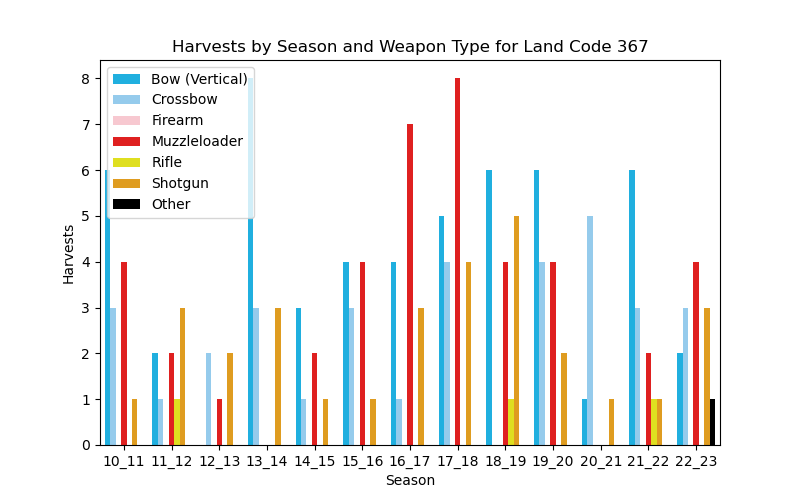 Harvests by Season and Weapon Type for Land Code 367
Bow (Vertical)
Crossbow
Firearm
Muzzleloader
Rifle
Shotgun
Other
8
7
6
5
4
3
2
1
0
Harvests
10_11 11_12 12_13 13_14 14_15 15_16 16_17 17_18 18_19 19_20 20_21 21_22 22_23
Season